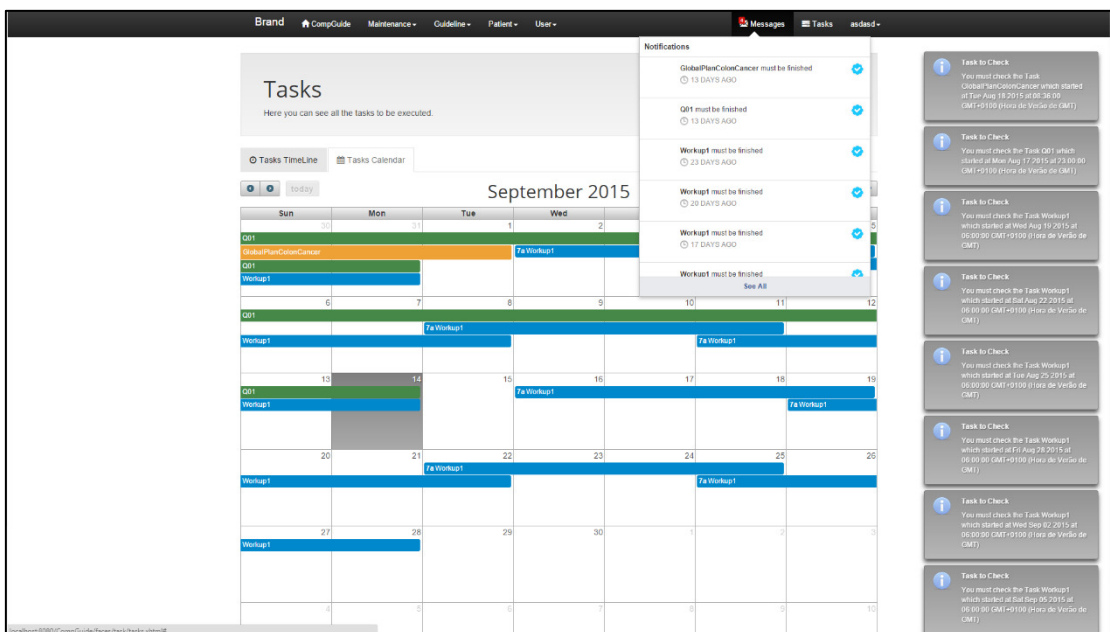 Brand CompGuide Maintenance Guideline Patient User Messages Tasks asdasd
Notifications
GlobalPlanColonCancer must be finished
13 DAYS AGO
Q01 must be finished
13 DAYS AGO
Workup1 must be finished
23 DAYS AGO
Workup1 must be finished
20 DAYS AGO
Workup1 must be finished
17 DAYS AGO
Workup1 must be finished
See All
Tasks
Here you can see all the tasks to be executed.
Tasks TimeLine Tasks Calendar
today
September 2015
Sun Mon Tue Wed
30 31 1 2 5
Q01
GlobalPlanColonCancer 7a Workup1
Q01
Workup1
6 7 8 9 10 11 12
Q01
7a Workup1
Workup1 7a Workup1
13 14 15 16 17 18 19
Q01 7a Workup1
Workup1 7a Workup1
20 21 22 23 24 25 26
7a Workup1
Workup1 7a Workup1
27 28 29 30 1 2 3
Workup1
4 5 6 7 8 9 10
Task to Check
You must check the Task
GlobalPlanColonCancer which started
at Tue Aug 18 2015 at 08:36:00
GMT+0100 (Hora de Verão de GMT)
Task to Check
You must check the Task Q01 which
started at Mon Aug 17 2015 at 23:00:00
GMT+0100 (Hora de Verão de GMT)
Task to Check
You must check the Task Workup1
which started at Wed Aug 19 2015 at
06:00:00 GMT+0100 (Hora de Verão de
GMT)
Task to Check
You must check the Task Workup1
which started at Sat Aug 22 2015 at
06:00:00 GMT+0100 (Hora de Verão de
GMT)
Task to Check
You must check the Task Workup1
which started at Tue Aug 25 2015 at
06:00:00 GMT+0100 (Hora de Verão de
GMT)
Task to Check
You must check the Task Workup1
which started at Fri Aug 28 2015 at
06:00:00 GMT+0100 (Hora de Verão de
GMT)
Task to Check
You must check the Task Workup1
which started at Wed Sep 02 2015 at
06:00:00 GMT+0100 (Hora de Verão de
GMT)
Task to Check
You must check the Task Workup1
which started at Sat Sep 05 2015 at
06:00:00 GMT+0100 (Hora de Verão de
GMT)
localhost:8080/CompGuide/faces/task/tasks.xhtml#